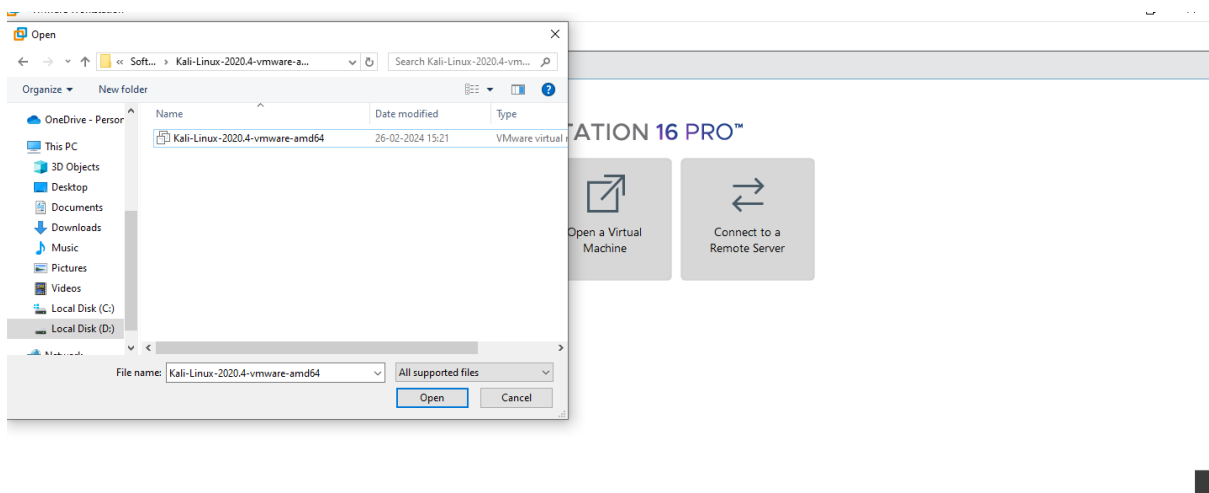 Open
« Soft... › Kali-Linux-2020.4-vmware-a...
Search Kali-Linux-2020.4-vm...
Organize
New folder
Name
Date modified
Type
OneDrive - Person
Kali-Linux-2020.4-vmware-amd64
26-02-2024 15:21
VMware virtual
This PC
3D Objects
Desktop
Documents
Downloads
Music
Pictures
Videos
Local Disk (C:)
Local Disk (D:)
File name:
Kali-Linux-2020.4-vmware-amd64
All supported files
Open
Cancel
TATION 16 PRO™
Open a Virtual
Machine
Connect to a
Remote Server